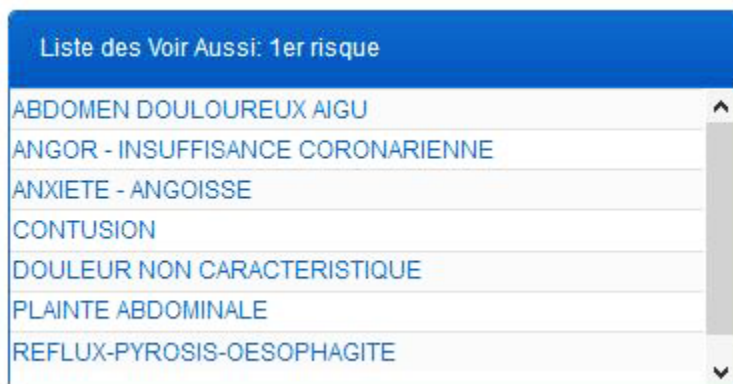 Liste des Voir Aussi: 1er risque
ABDOMEN DOULOUREUX AIGU
ANGOR - INSUFFISANCE CORONARIENNE
ANXIETE - ANGOISSE
CONTUSION
DOULEUR NON CARACTERISTIQUE
PLAINTE ABDOMINALE
REFLUX-PYROSIS-OESOPHAGITE